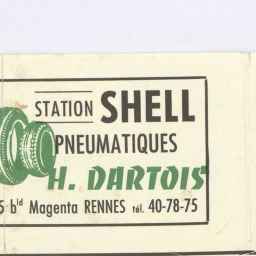 STATION SHELL
PNEUMATIQUES
H. DARTOIS
5 bd Magenta RENNES tél. 40-78-75